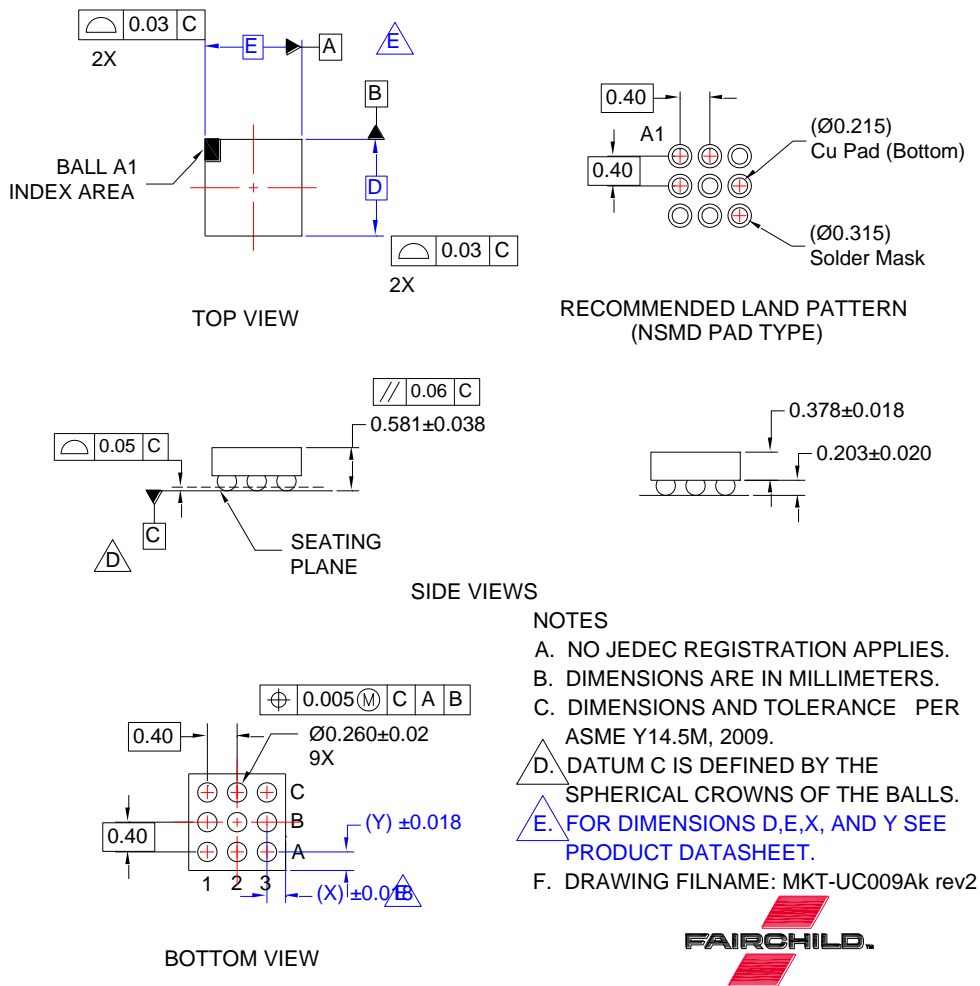 0.03 C
2X
E
A
E
B
BALL A1
INDEX AREA
D
0.03 C
2X
TOP VIEW
0.40
A1
0.40
(Ø0.215)
Cu Pad (Bottom)
(Ø0.315)
Solder Mask
RECOMMENDED LAND PATTERN
(NSMD PAD TYPE)
// 0.06 C
0.581±0.038
0.05 C
C
D
SEATING
PLANE
0.378±0.018
0.203±0.020
SIDE VIEWS
0.005 Ⓜ C A B
0.40
Ø0.260±0.02
9X
C
B
A
0.40
(Y) ±0.018
1 2 3
(X) ±0.018
E
BOTTOM VIEW
NOTES
A. NO JEDEC REGISTRATION APPLIES.
B. DIMENSIONS ARE IN MILLIMETERS.
C. DIMENSIONS AND TOLERANCE PER
ASME Y14.5M, 2009.
D. DATUM C IS DEFINED BY THE
SPHERICAL CROWNS OF THE BALLS.
E. FOR DIMENSIONS D,E,X, AND Y SEE
PRODUCT DATASHEET.
F. DRAWING FILNAME: MKT-UC009Ak rev2
FAIRCHILD™